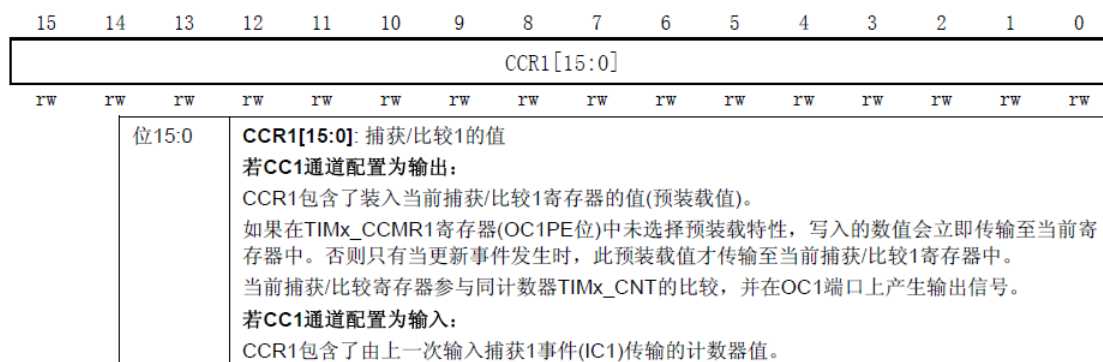 15 14 13 12 11 10 9 8 7 6 5 4 3 2 1 0
CCR1[15:0]
rw rw rw rw rw rw rw rw rw rw rw rw rw rw rw rw
位15:0 CCR1[15:0]: 捕获/比较1的值
若CC1通道配置为输出：
CCR1包含了装入当前捕获/比较1寄存器的值(预装载值)。
如果在TIMx_CCMR1寄存器(OC1PE位)中未选择预装载特性，写入的数值会立即传输至当前寄
存器中。否则只有当更新事件发生时，此预装载值才传输至当前捕获/比较1寄存器中。
当前捕获/比较寄存器参与同计数器TIMx_CNT的比较，并在OC1端口上产生输出信号。
若CC1通道配置为输入：
CCR1包含了由上一次输入捕获1事件(IC1)传输的计数器值。